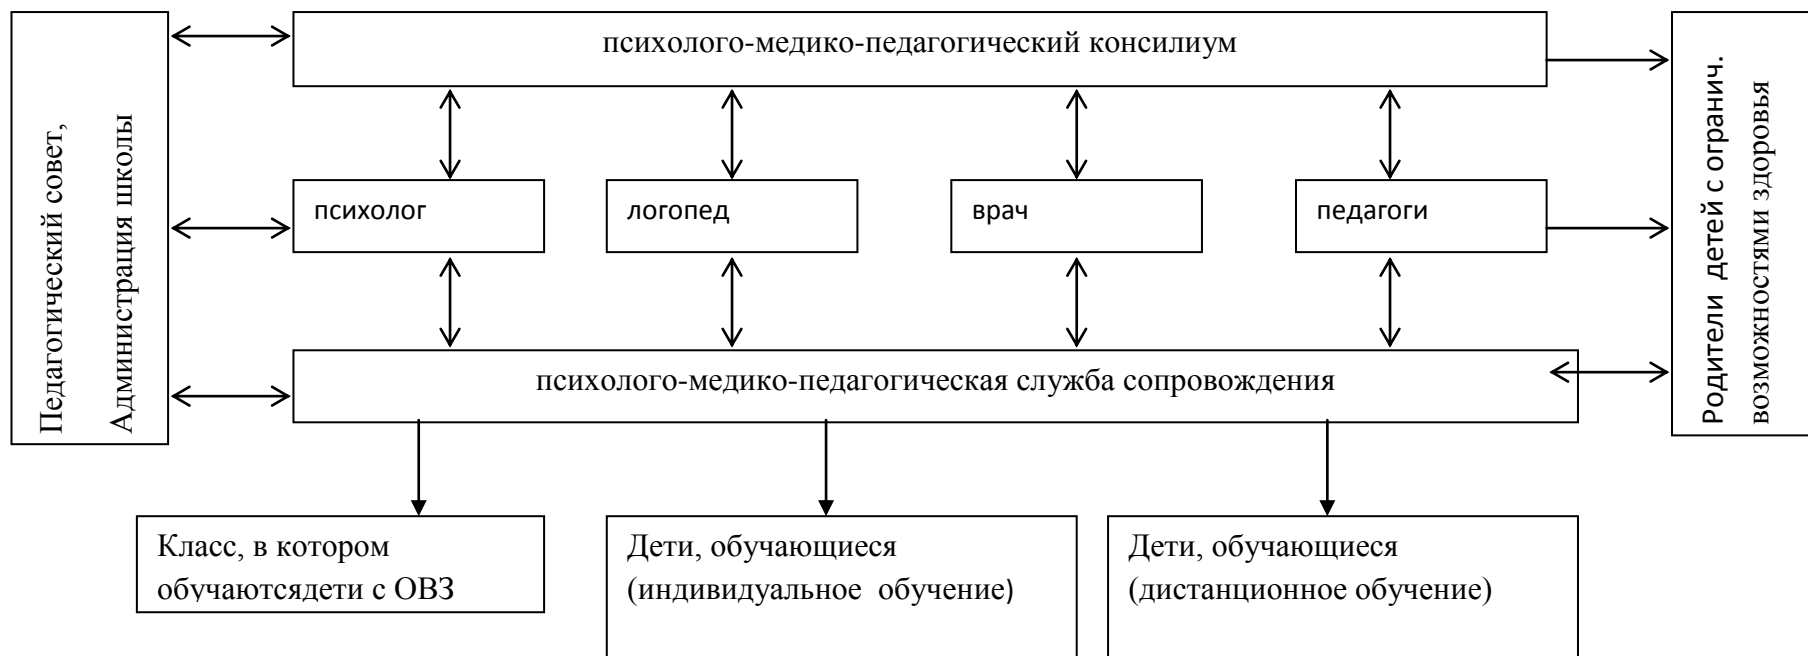 психолого-медико-педагогический консилиум
Педагогический совет,
Администрация школы
Родители детей с огранич.
возможностями здоровья
психолог
логопед
врач
педагоги
психолого-медико-педагогическая служба сопровождения
Класс, в котором
обучаютсядети с ОВЗ
Дети, обучающиеся
(индивидуальное обучение)
Дети, обучающиеся
(дистанционное обучение)